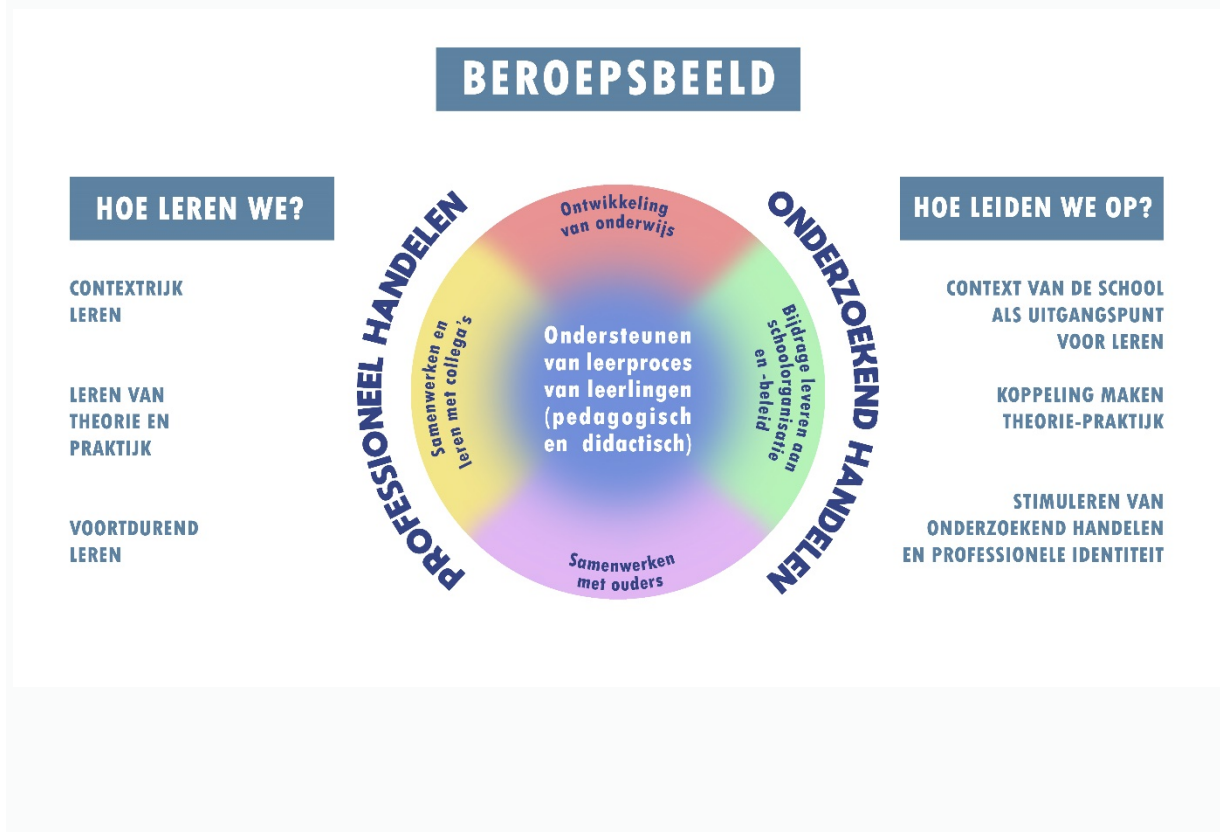 BEROEPSBEELD
HOE LEREN WE?
CONTEXTRIJK
LEREN
LEREN VAN
THEORIE EN
PRAKTIJK
VOORTDUREND
LEREN
PROFESSIONEEL HANDELEN
Ontwikkeling
van onderwijs
Samenwerken en
leren met collega's
Ondersteunen
van leerproces
van leerlingen
(pedagogisch
en didactisch)
Bijdrage leveren aan
schoolorganisatie
en -beleid
Samenwerken
met ouders
ONDERZOEKEND HANDELEN
HOE LEIDEN WE OP?
CONTEXT VAN DE SCHOOL
ALS UITGANGSPUNT
VOOR LEREN
KOPPELING MAKEN
THEORIE-PRAKTIJK
STIMULEREN VAN
ONDERZOEKEND HANDELEN
EN PROFESSIONELE IDENTITEIT